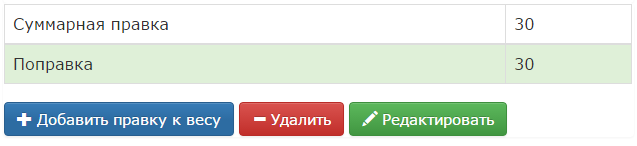 Суммарная правка 30
Поправка 30
Добавить правку к весу Удалить Редактировать